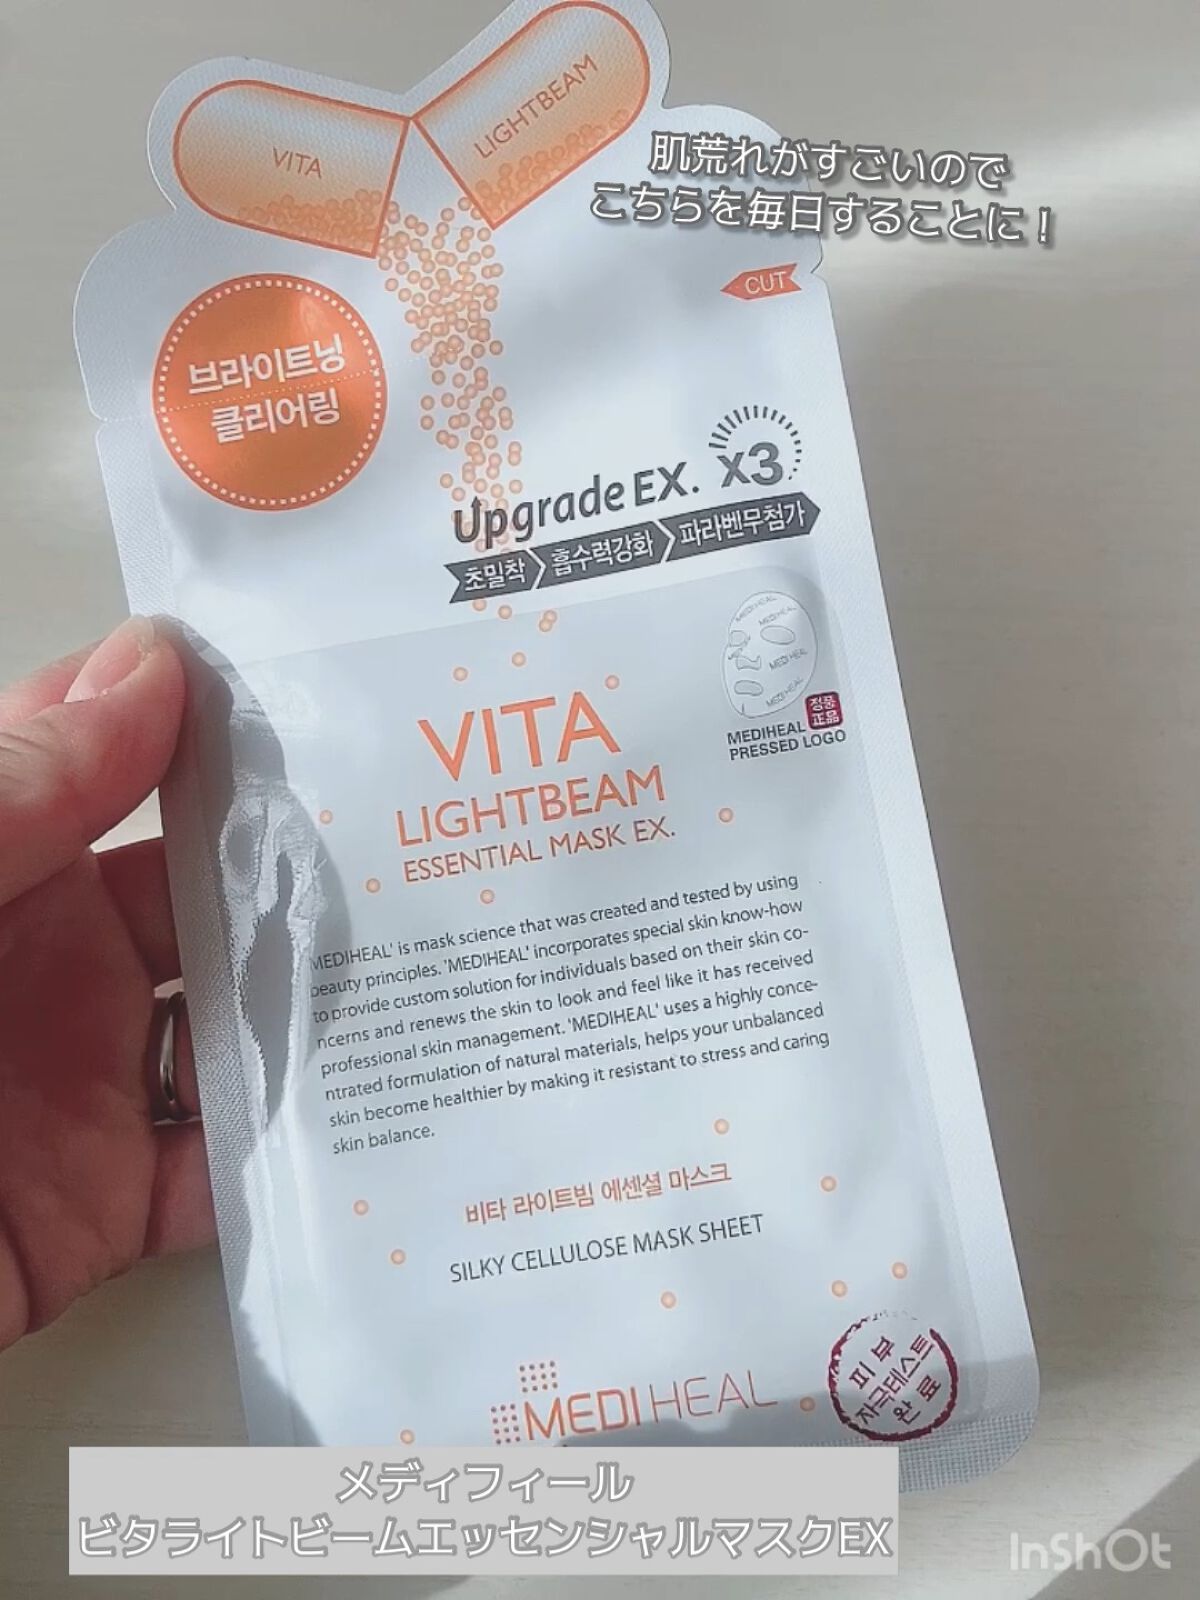 VITA
LIGHTBEAM
肌荒れがすごいので
こちらを毎日することに！
CUT
브라이트닝
클리어링
Upgrade EX. X3
초밀착 흡수력강화 파라벤무첨가
MEDIHEAL
MEDIHEAL
MEDIHEAL
MEDIHEAL
정품
正品
MEDIHEAL
PRESSED LOGO
VITA
LIGHTBEAM
ESSENTIAL MASK EX.
MEDIHEAL' is mask science that was created and tested by using
beauty principles. 'MEDIHEAL' incorporates special skin know-how
to provide custom solution for individuals based on their skin co-
ncerns and renews the skin to look and feel like it has received
professional skin management. 'MEDIHEAL' uses a highly conce-
ntrated formulation of natural materials, helps your unbalanced
skin become healthier by making it resistant to stress and caring
skin balance.
비타 라이트빔 에센셜 마스크
SILKY CELLULOSE MASK SHEET
MEDIHEAL
피부
자극테스트
완료
メディフィール
ビタライトビームエッセンシャルマスクEX
InShOt